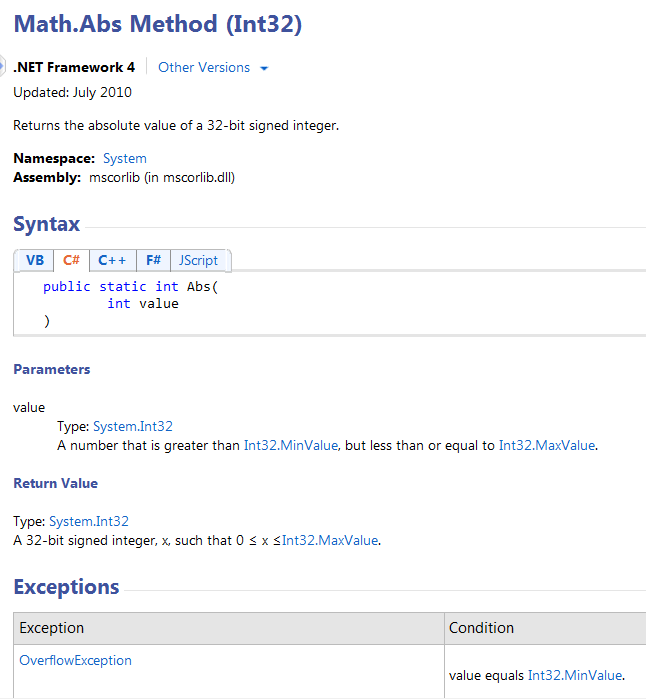 Math.Abs Method (Int32)
.NET Framework 4 Other Versions
Updated: July 2010
Returns the absolute value of a 32-bit signed integer.
Namespace: System
Assembly: mscorlib (in mscorlib.dll)
Syntax
VB C# C++ F# JScript
public static int Abs(
int value
)
Parameters
value
Type: System.Int32
A number that is greater than Int32.MinValue, but less than or equal to Int32.MaxValue.
Return Value
Type: System.Int32
A 32-bit signed integer, x, such that 0 ≤ x ≤Int32.MaxValue.
Exceptions
Exception Condition
OverflowException
value equals Int32.MinValue.